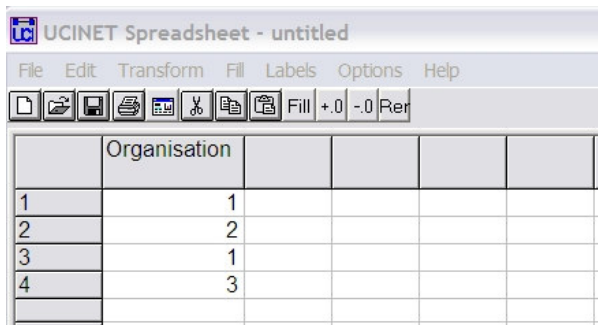 UCINET Spreadsheet - untitled
File Edit Transform Fill Labels Options Help
Fill +.0 -.0 Rer
Organisation
1 1
2 2
3 1
4 3